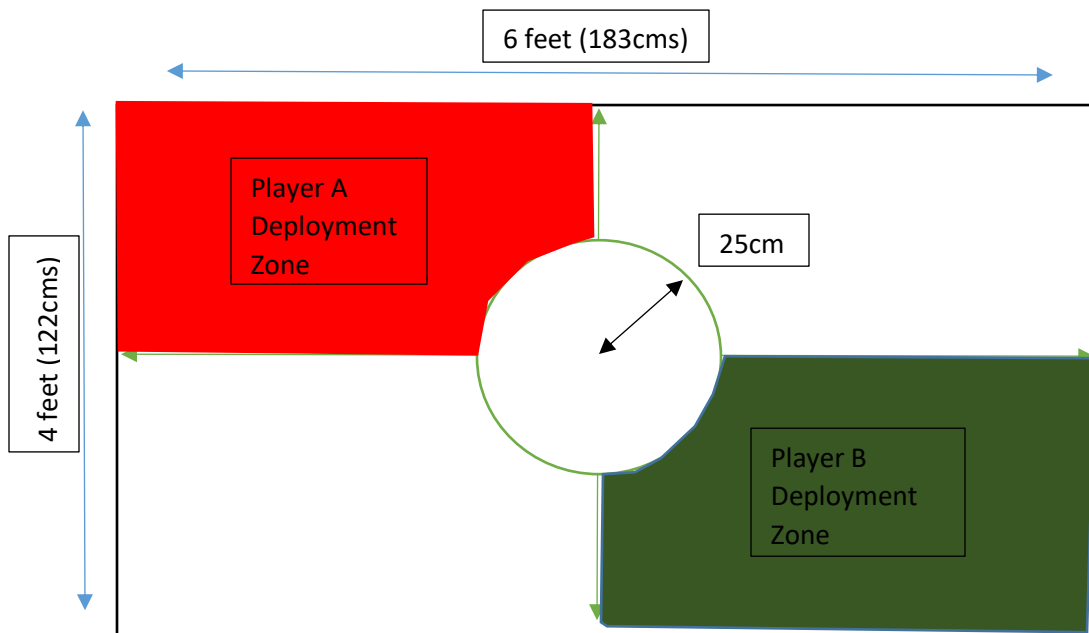 6 feet (183cms)
Player A
Deployment
Zone
25cm
4 feet (122cms)
Player B
Deployment
Zone